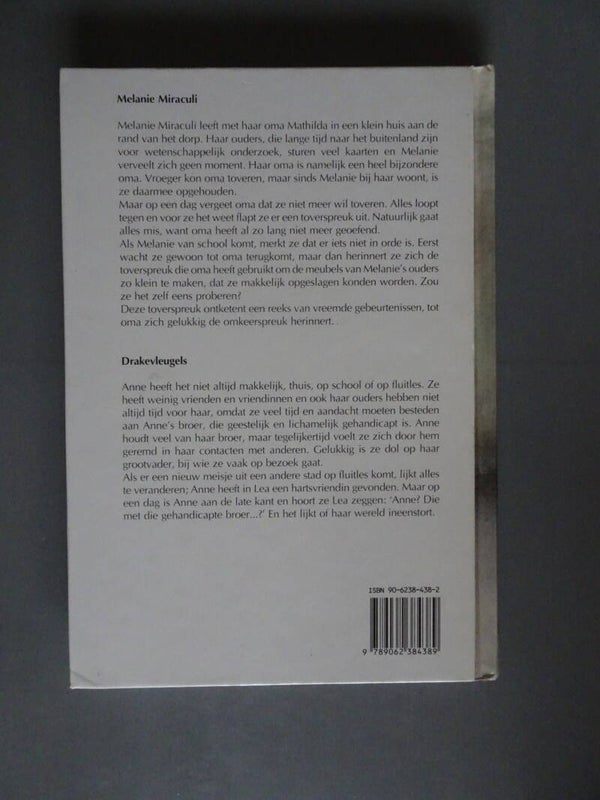 Melanie Miraculi
Melanie Miraculi leeft met haar oma Mathilda in een klein huis aan de
rand van het dorp. Haar ouders, die lange tijd naar het buitenland zijn
voor wetenschappelijk onderzoek, sturen veel kaarten en Melanie
verveelt zich geen moment. Haar oma is namelijk een heel bijzondere
oma. Vroeger kon oma toveren, maar sinds Melanie bij haar woont, is
ze daarmee opgehouden.
Maar op een dag vergeet oma dat ze niet meer wil toveren. Alles loopt
tegen en voor ze het weet flapt ze er een toverspreuk uit. Natuurlijk gaat
alles mis, want oma heeft al zo lang niet meer geoefend.
Als Melanie van school komt, merkt ze dat er iets niet in orde is. Eerst
wacht ze gewoon tot oma terugkomt, maar dan herinnert ze zich de
toverspreuk die oma heeft gebruikt om de meubels van Melanie's ouders
zo klein te maken, dat ze makkelijk opgeslagen konden worden. Zou
ze het zelf eens proberen?
Deze toverspreuk ontketent een reeks van vreemde gebeurtenissen, tot
oma zich gelukkig de omkeerspreuk herinnert.
Drakevleugels
Anne heeft het niet altijd makkelijk, thuis, op school of op fluitles. Ze
heeft weinig vrienden en vriendinnen en ook haar ouders hebben niet
altijd tijd voor haar, omdat ze veel tijd en aandacht moeten besteden
aan Anne's broer, die geestelijk en lichamelijk gehandicapt is. Anne
houdt veel van haar broer, maar tegelijkertijd voelt ze zich door hem
geremd in haar contacten met anderen. Gelukkig is ze dol op haar
grootvader, bij wie ze vaak op bezoek gaat.
Als er een nieuw meisje uit een andere stad op fluitles komt, lijkt alles
te veranderen; Anne heeft in Lea een hartsvriendin gevonden. Maar op
een dag is Anne aan de late kant en hoort ze Lea zeggen: 'Anne? Die
met die gehandicapte broer...?' En het lijkt of haar wereld ineenstort.
ISBN 90-6238-438-2
9 789062 384389